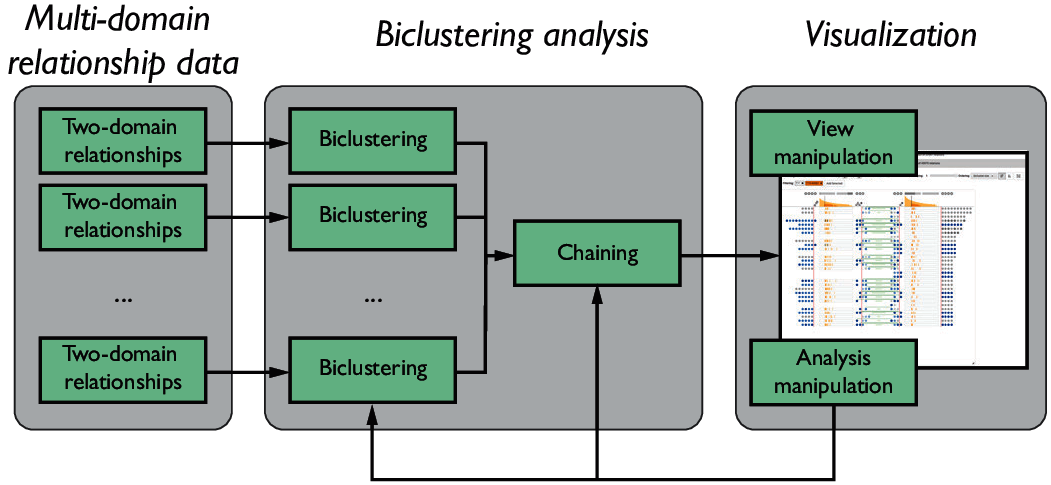 Multi-domain
relationship data
Biclustering analysis
Visualization
Two-domain
relationships
Two-domain
relationships
...
Two-domain
relationships
Biclustering
Biclustering
...
Biclustering
Chaining
View
manipulation
Analysis
manipulation